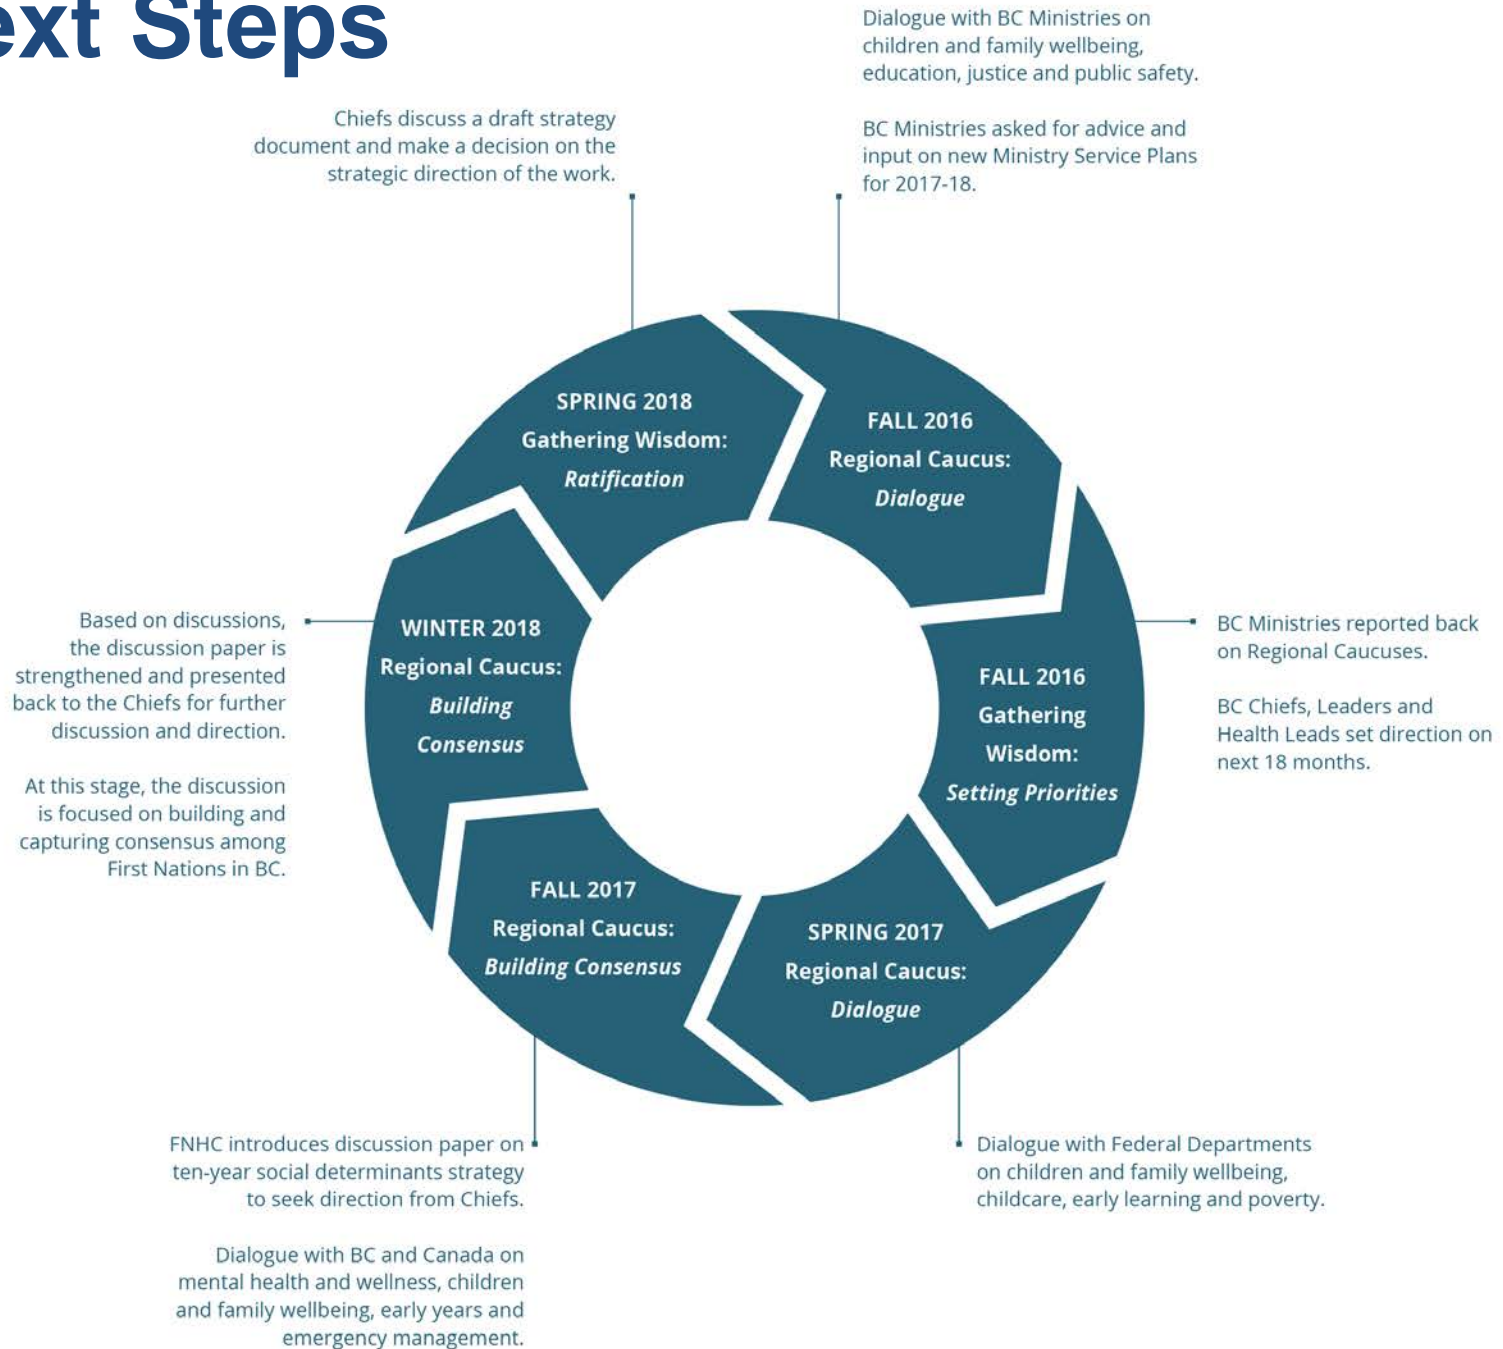 ext Steps
Dialogue with BC Ministries on
children and family wellbeing,
education, justice and public safety.
BC Ministries asked for advice and
input on new Ministry Service Plans
for 2017-18.
Chiefs discuss a draft strategy
document and make a decision on the
strategic direction of the work.
SPRING 2018
Gathering Wisdom:
Ratification
FALL 2016
Regional Caucus:
Dialogue
Based on discussions,
the discussion paper is
strengthened and presented
back to the Chiefs for further
discussion and direction.
At this stage, the discussion
is focused on building and
capturing consensus among
First Nations in BC.
WINTER 2018
Regional Caucus:
Building
Consensus
FALL 2016
Gathering
Wisdom:
Setting Priorities
BC Ministries reported back
on Regional Caucuses.
BC Chiefs, Leaders and
Health Leads set direction on
next 18 months.
FALL 2017
Regional Caucus:
Building Consensus
SPRING 2017
Regional Caucus:
Dialogue
FNHC introduces discussion paper on
ten-year social determinants strategy
to seek direction from Chiefs.
Dialogue with BC and Canada on
mental health and wellness, children
and family wellbeing, early years and
emergency management.
Dialogue with Federal Departments
on children and family wellbeing,
childcare, early learning and poverty.